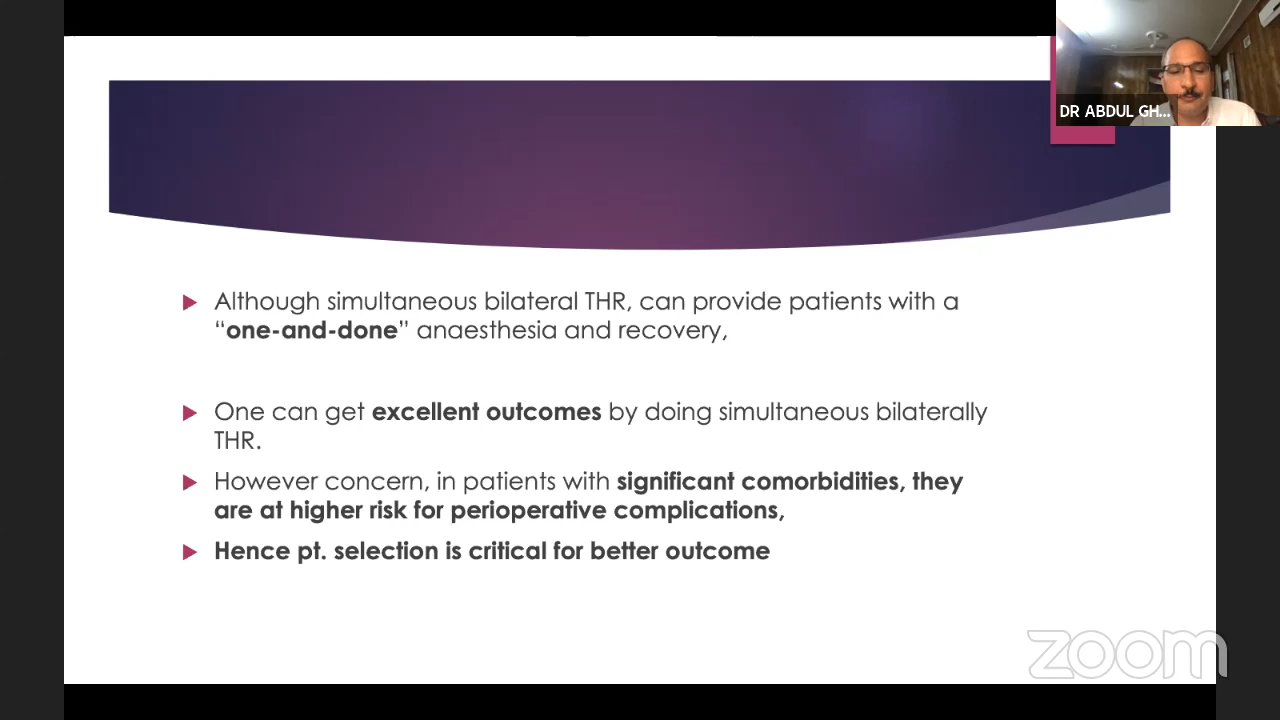 DR ABDUL GH...
Although simultaneous bilateral THR, can provide patients with a
“one-and-done” anaesthesia and recovery,
One can get excellent outcomes by doing simultaneous bilaterally
THR.
However concern, in patients with significant comorbidities, they
are at higher risk for perioperative complications,
Hence pt. selection is critical for better outcome
zoom